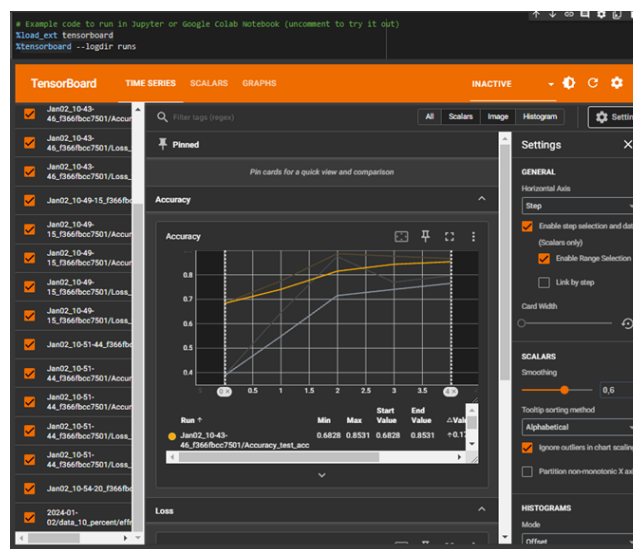 # Example code to run in Jupyter or Google Colab Notebook (uncomment to try it out)
%load_ext tensorboard
%tensorboard --logdir runs
TensorBoard TIME SERIES SCALARS GRAPHS INACTIVE
Jan02_10-43-
46_f366fbcc7501/Accur
Jan02_10-43-
46_f366fbcc7501/Loss_
Jan02_10-43-
46_f366fbcc7501/Loss_
Jan02_10-49-15_f366fbc
Jan02_10-49-
15_f366fbcc7501/Accur
Jan02_10-49-
15_f366fbcc7501/Accur
Jan02_10-49-
15_f366fbcc7501/Loss_
Jan02_10-49-
15_f366fbcc7501/Loss_
Jan02_10-51-44_f366fbc
Jan02_10-51-
44_f366fbcc7501/Accur
Jan02_10-51-
44_f366fbcc7501/Accur
Jan02_10-51-
44_f366fbcc7501/Loss_
Jan02_10-51-
44_f366fbcc7501/Loss_
Jan02_10-54-20_f366fbc
2024-01-
02/data_10_percent/effr
Filter tags (regex)
All Scalars Image Histogram
Settin
Pinned
Pin cards for a quick view and comparison
Accuracy
Accuracy
0.8
0.7
0.6
0.5
0.4
0 0.5 1 1.5 2 2.5 3 3.5 4
Run Min Max Start Value End Value
Jan02_10-43-
46_f366fbcc7501/Accuracy_test_acc 0.6828 0.8531 0.6828 0.8531
Loss
Settings
GENERAL
Horizontal Axis
Step
Enable step selection and dat
(Scalars only)
Enable Range Selection
Link by step
Card Width
SCALARS
Smoothing
0,6
Tooltip sorting method
Alphabetical
Ignore outliers in chart scaling
Partition non-monotonic X axi
HISTOGRAMS
Mode
Offset